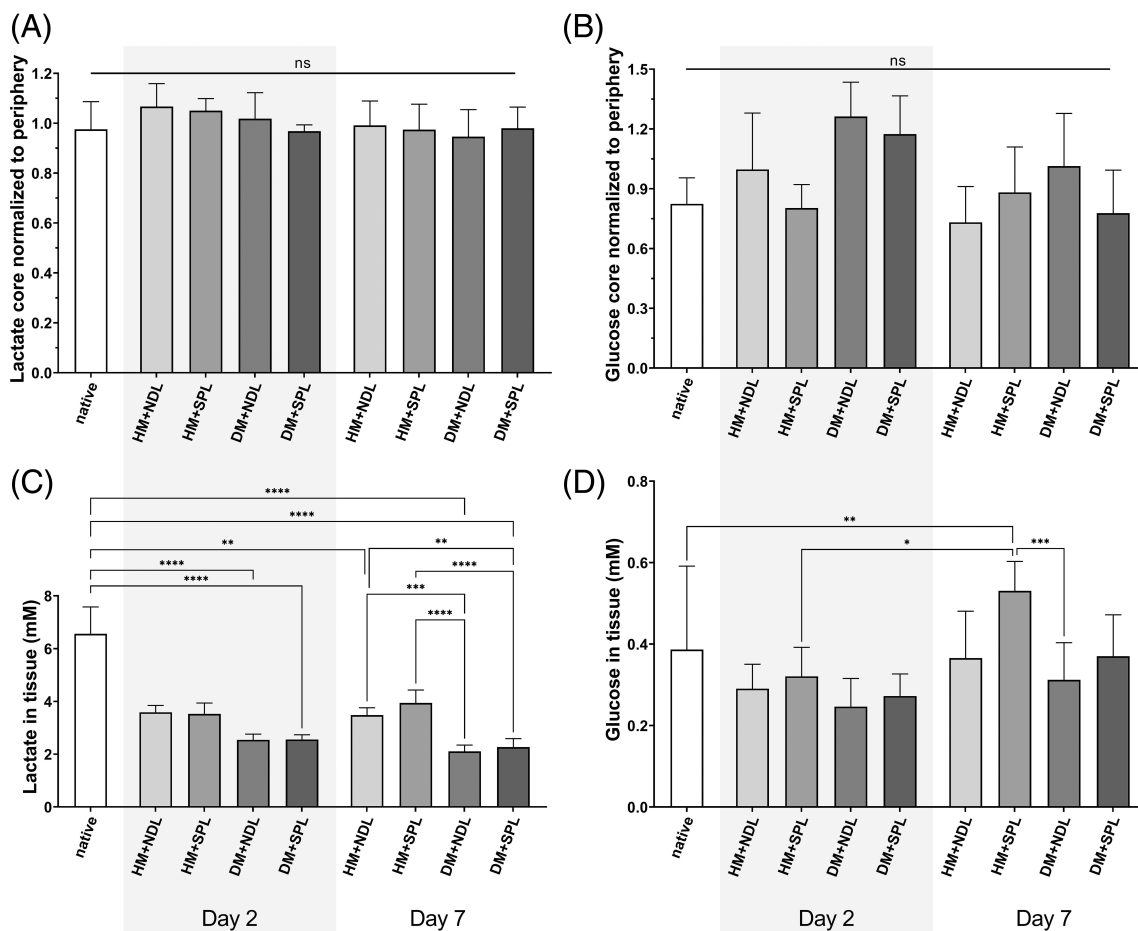 (A)
Lactate core normalized to periphery
1.2
1.0
0.8
0.6
0.4
0.2
0.0
ns
native
HM+NDL
HM+SPL
DM+NDL
DM+SPL
HM+NDL
HM+SPL
DM+NDL
DM+SPL
(B)
Glucose core normalized to periphery
1.5
1.2
0.9
0.6
0.3
0.0
ns
native
HM+NDL
HM+SPL
DM+NDL
DM+SPL
HM+NDL
HM+SPL
DM+NDL
DM+SPL
(C)
Lactate in tissue (mM)
8
6
4
2
0
****
****
** **
**** ****
**** ***
****
native
HM+NDL
HM+SPL
DM+NDL
DM+SPL
HM+NDL
HM+SPL
DM+NDL
DM+SPL
Day 2 Day 7
(D)
Glucose in tissue (mM)
0.8
0.6
0.4
0.2
0.0
**
* ***
native
HM+NDL
HM+SPL
DM+NDL
DM+SPL
HM+NDL
HM+SPL
DM+NDL
DM+SPL
Day 2 Day 7